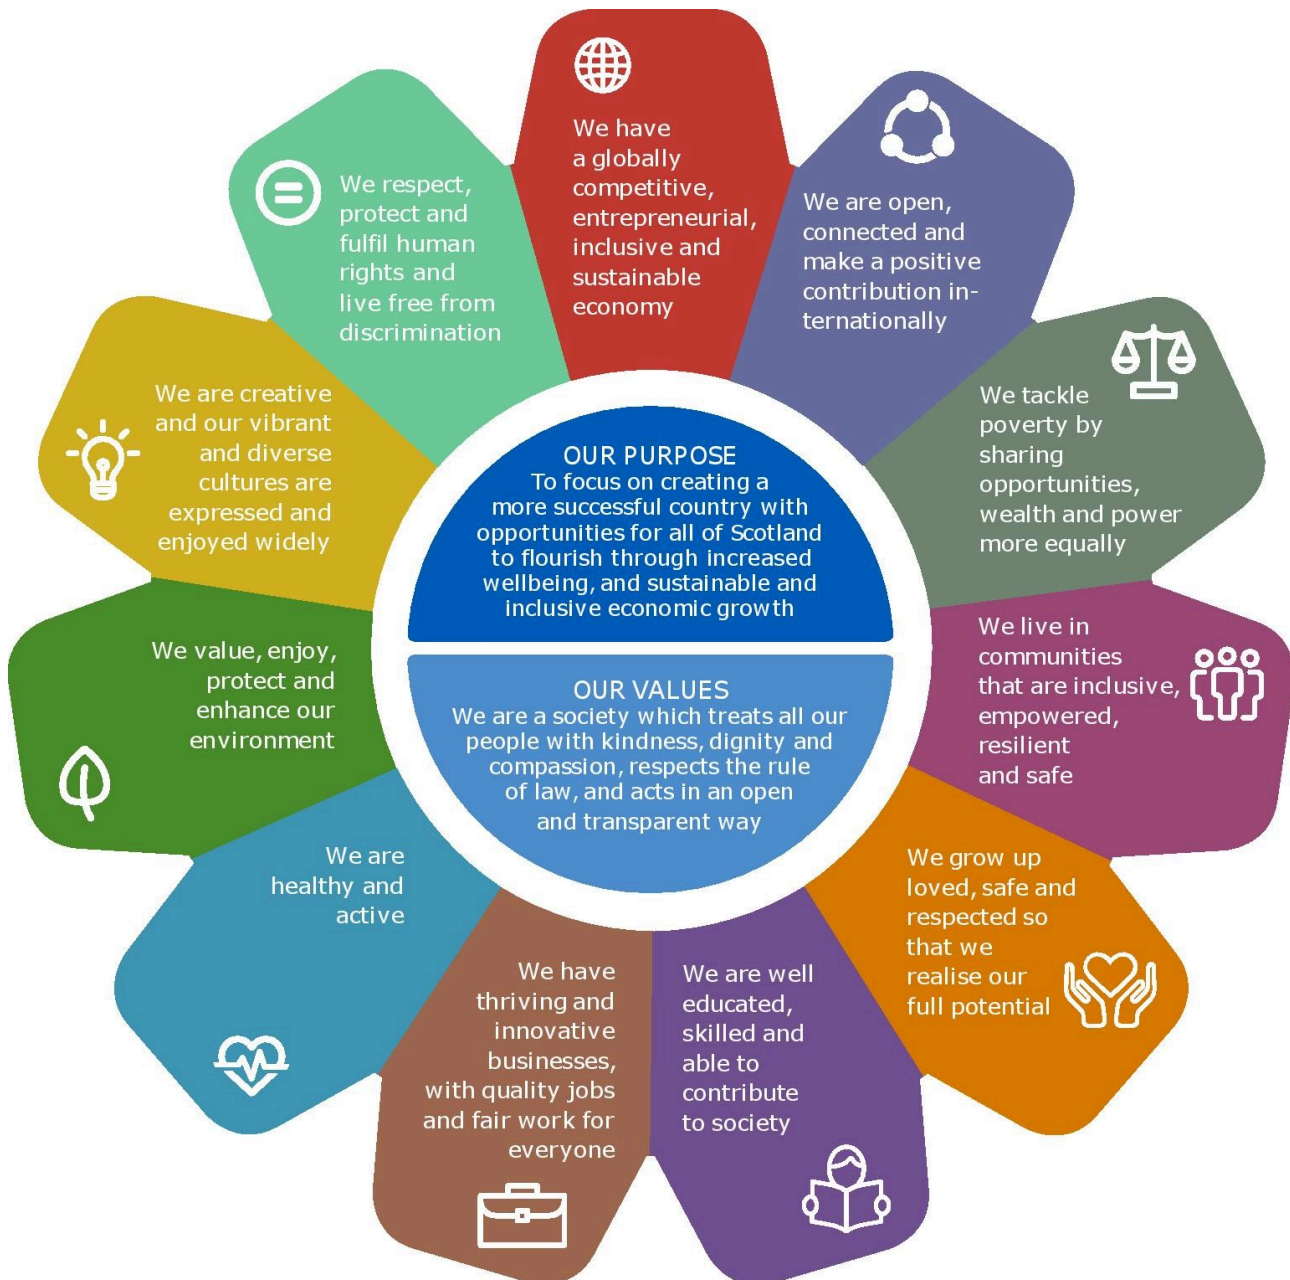 We have
a globally
competitive,
entrepreneurial,
inclusive and
sustainable
economy
We are open,
connected and
make a positive
contribution in-
ternationally
We tackle
poverty by
sharing
opportunities,
wealth and power
more equally
We live in
communities
that are inclusive,
empowered,
resilient
and safe
We grow up
loved, safe and
respected so
that we
realise our
full potential
We are well
educated,
skilled and
able to
contribute
to society
We have
thriving and
innovative
businesses,
with quality jobs
and fair work for
everyone
We are
healthy and
active
We value, enjoy,
protect and
enhance our
environment
We are creative
and our vibrant
and diverse
cultures are
expressed and
enjoyed widely
We respect,
protect and
fulfil human
rights and
live free from
discrimination
OUR PURPOSE
To focus on creating a
more successful country with
opportunities for all of Scotland
to flourish through increased
wellbeing, and sustainable and
inclusive economic growth
OUR VALUES
We are a society which treats all our
people with kindness, dignity and
compassion, respects the rule
of law, and acts in an open
and transparent way